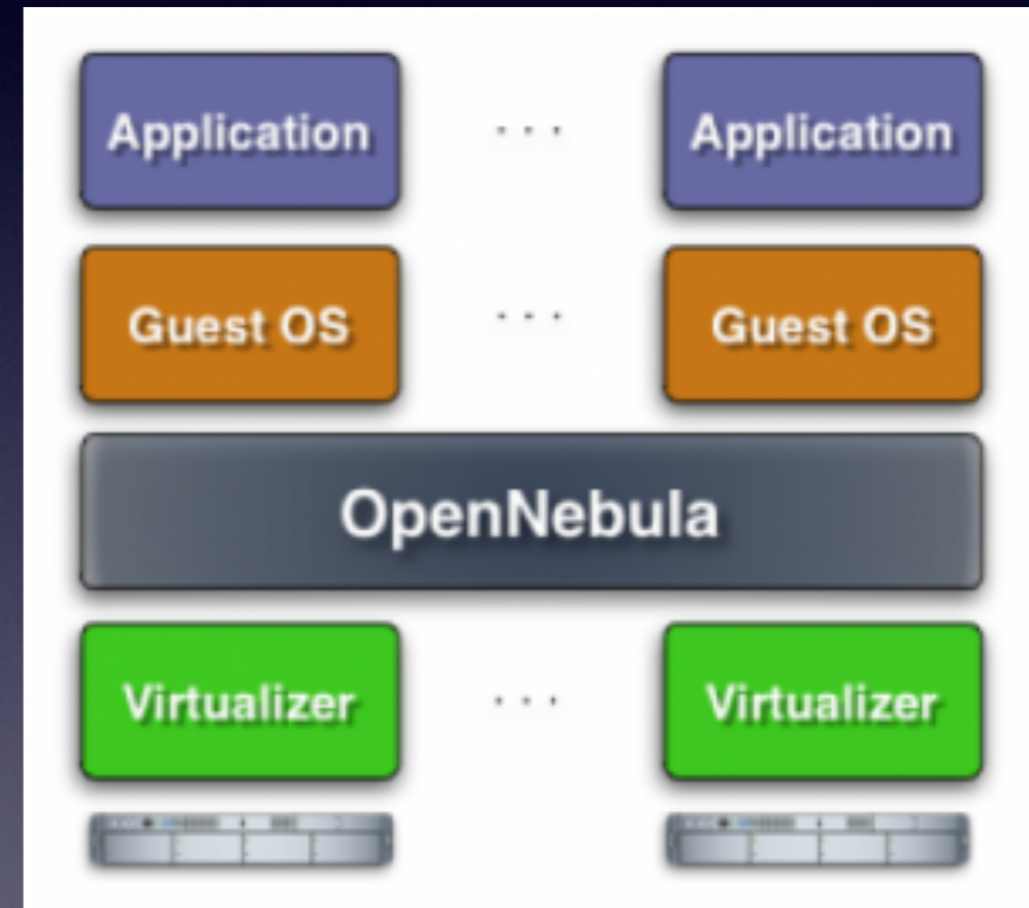 Application ... Application
Guest OS ... Guest OS
OpenNebula
Virtualizer ... Virtualizer